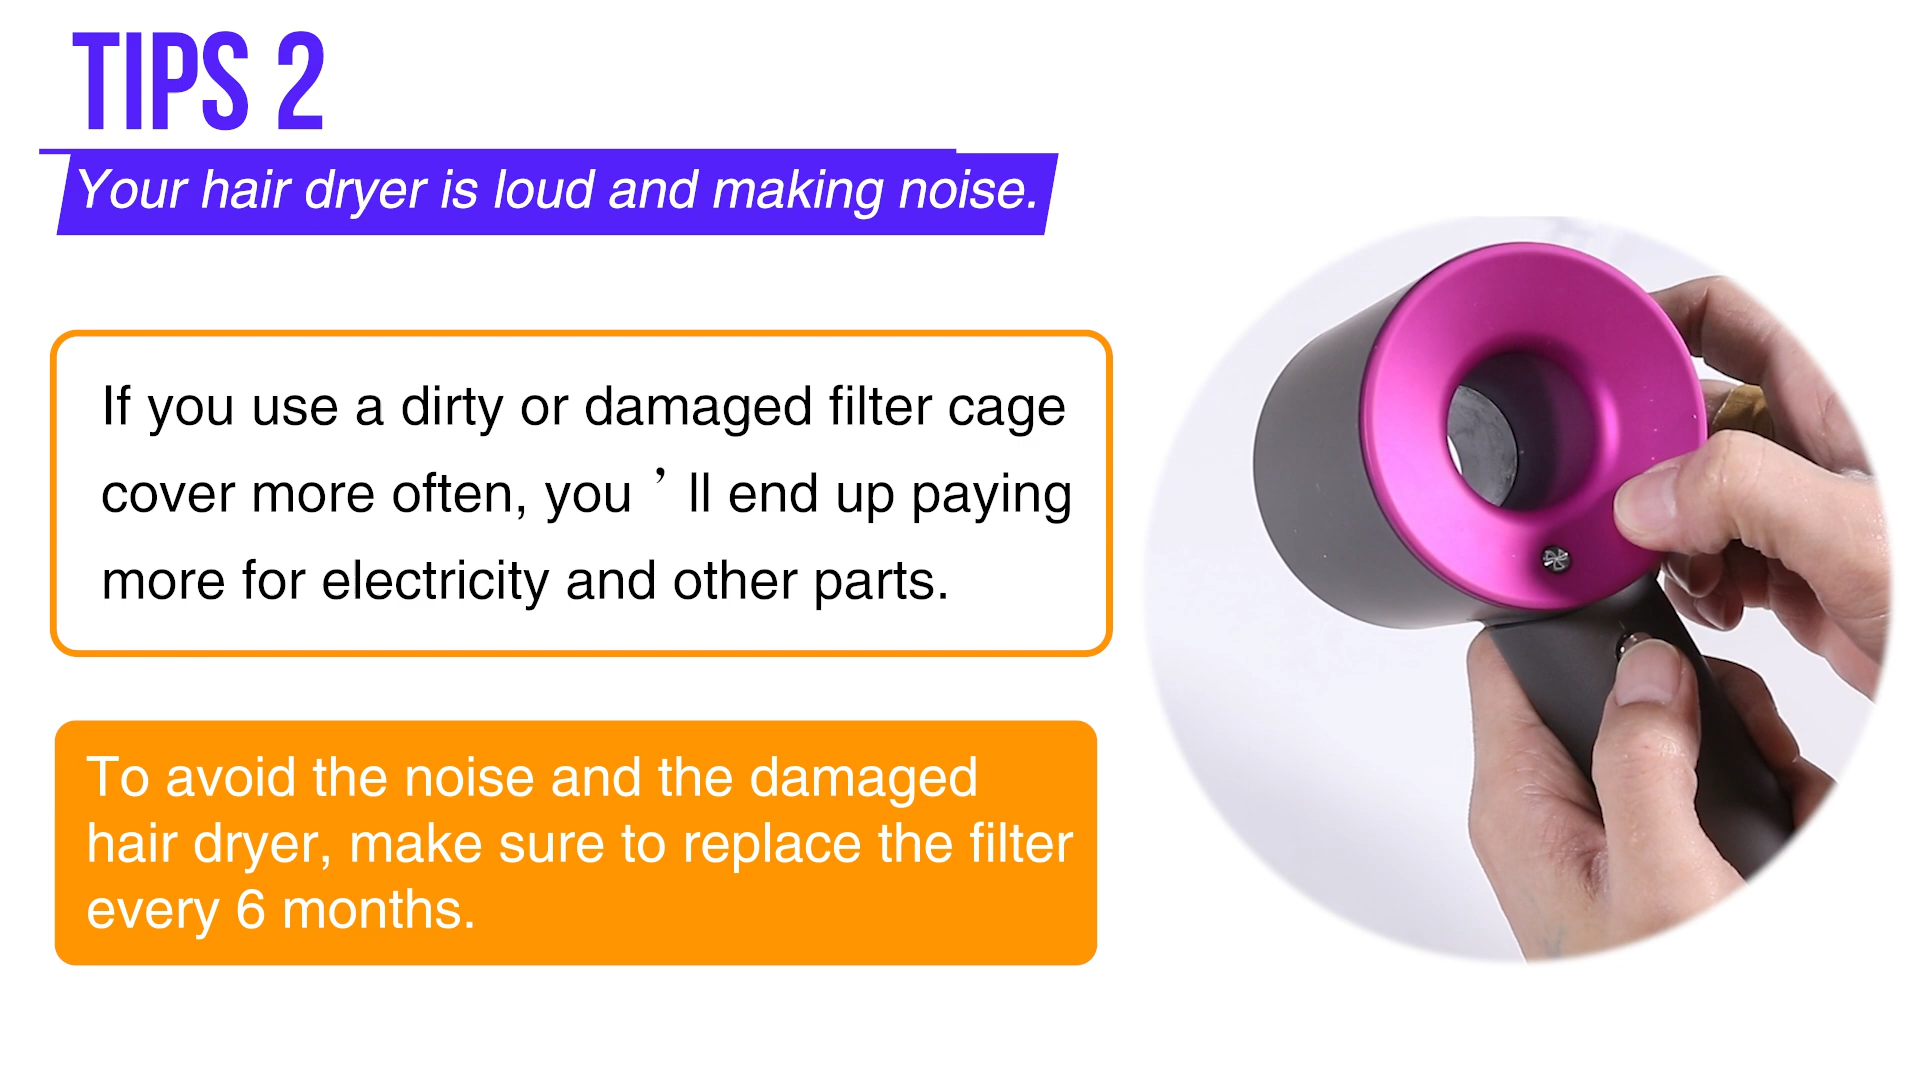 TIPS 2
Your hair dryer is loud and making noise.
If you use a dirty or damaged filter cage
cover more often, you ’ ll end up paying
more for electricity and other parts.
To avoid the noise and the damaged
hair dryer, make sure to replace the filter
every 6 months.